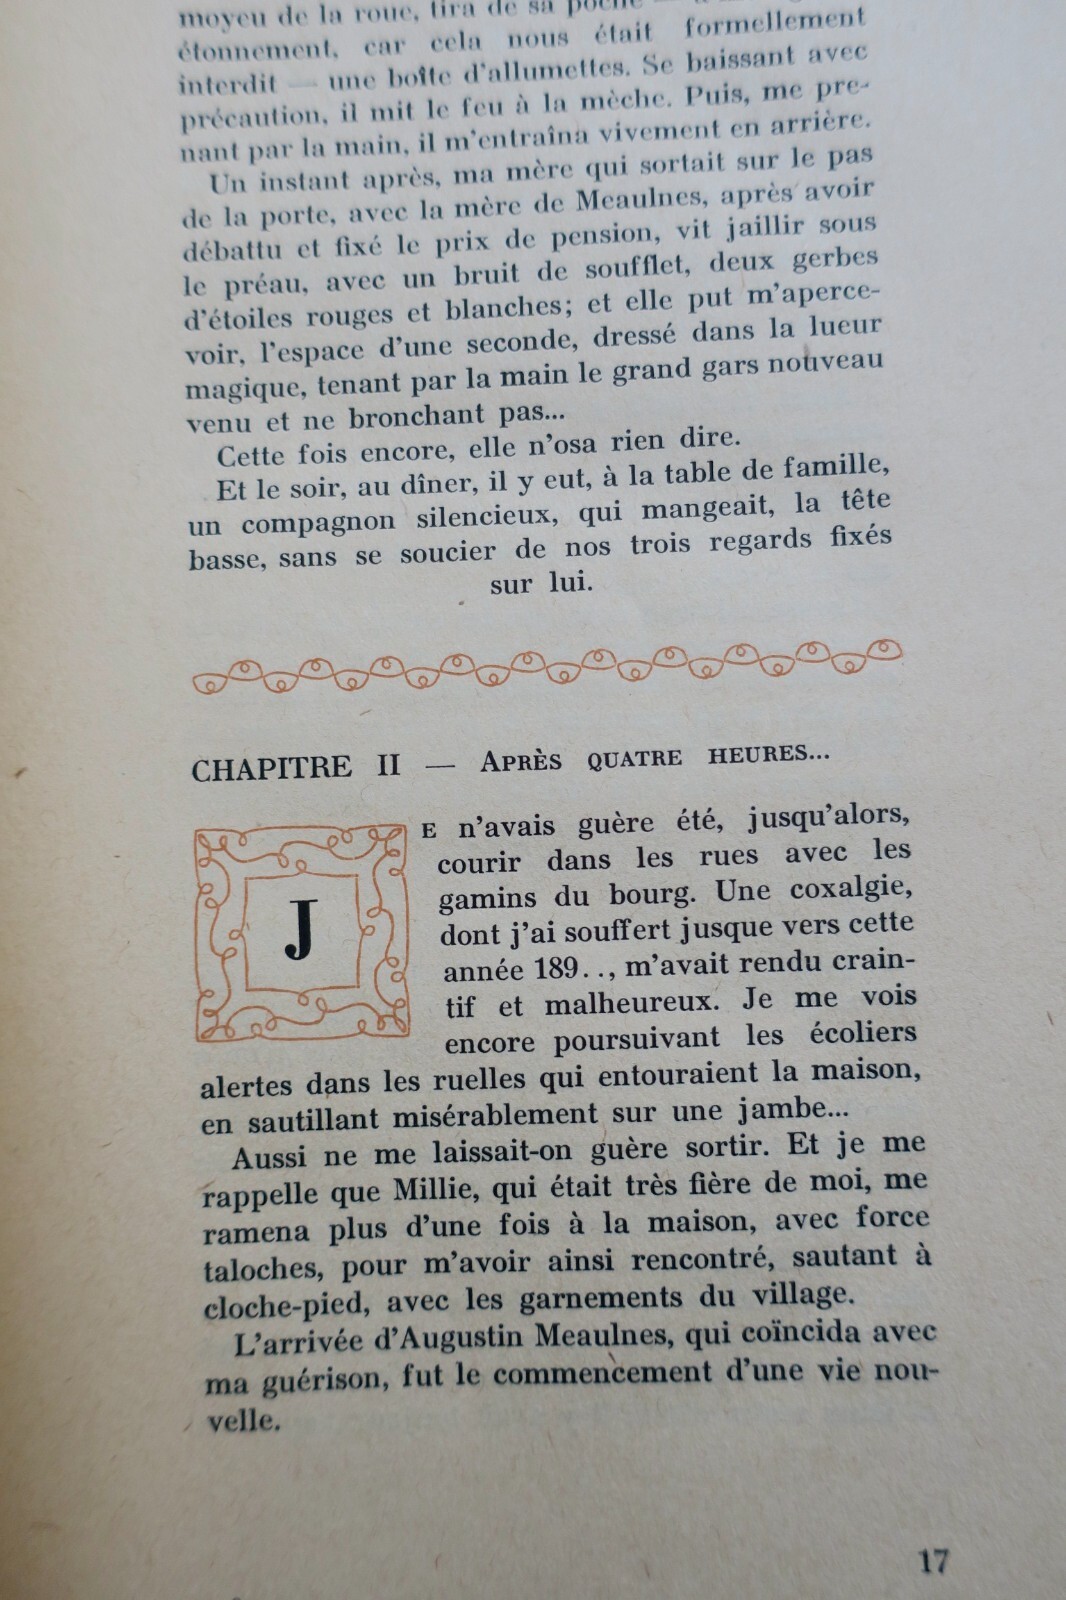 moyeu de la roue, tira de sa poche
étonnement, car cela nous était formellement
interdit — une boîte d'allumettes. Se baissant avec
précaution, il mit le feu à la mèche. Puis, me pre-
nant par la main, il m'entraîna vivement en arrière.
Un instant après, ma mère qui sortait sur le pas
de la porte, avec la mère de Meaulnes, après avoir
débattu et fixé le prix de pension, vit jaillir sous
le préau, avec un bruit de soufflet, deux gerbes
d'étoiles rouges et blanches; et elle put m'aperce-
voir, l'espace d'une seconde, dressé dans la lueur
magique, tenant par la main le grand gars nouveau
venu et ne bronchant pas...
Cette fois encore, elle n'osa rien dire.
Et le soir, au dîner, il y eut, à la table de famille,
un compagnon silencieux, qui mangeait, la tête
basse, sans se soucier de nos trois regards fixés
sur lui.
CHAPITRE II — APRÈS QUATRE HEURES...
JE n'avais guère été, jusqu'alors,
courir dans les rues avec les
gamins du bourg. Une coxalgie,
dont j'ai souffert jusque vers cette
année 189.., m'avait rendu crain-
tif et malheureux. Je me vois
encore poursuivant les écoliers
alertes dans les ruelles qui entouraient la maison,
en sautillant misérablement sur une jambe...
Aussi ne me laissait-on guère sortir. Et je me
rappelle que Millie, qui était très fière de moi, me
ramena plus d'une fois à la maison, avec force
taloches, pour m'avoir ainsi rencontré, sautant à
cloche-pied, avec les garnements du village.
L'arrivée d'Augustin Meaulnes, qui coïncida avec
ma guérison, fut le commencement d'une vie nou-
velle.
17